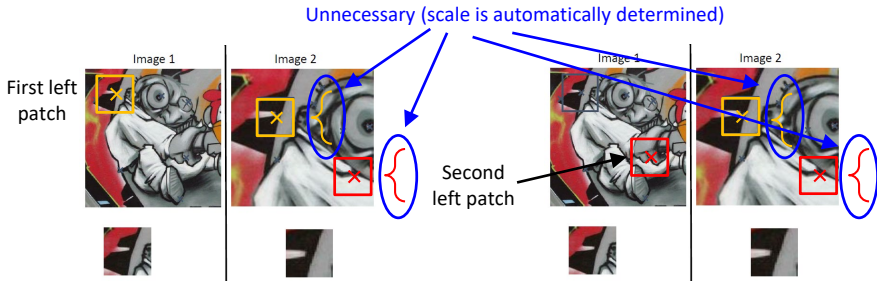 Unnecessary (scale is automatically determined)
Image 1
Image 2
Image 1
Image 2
First left
patch
Second
left patch